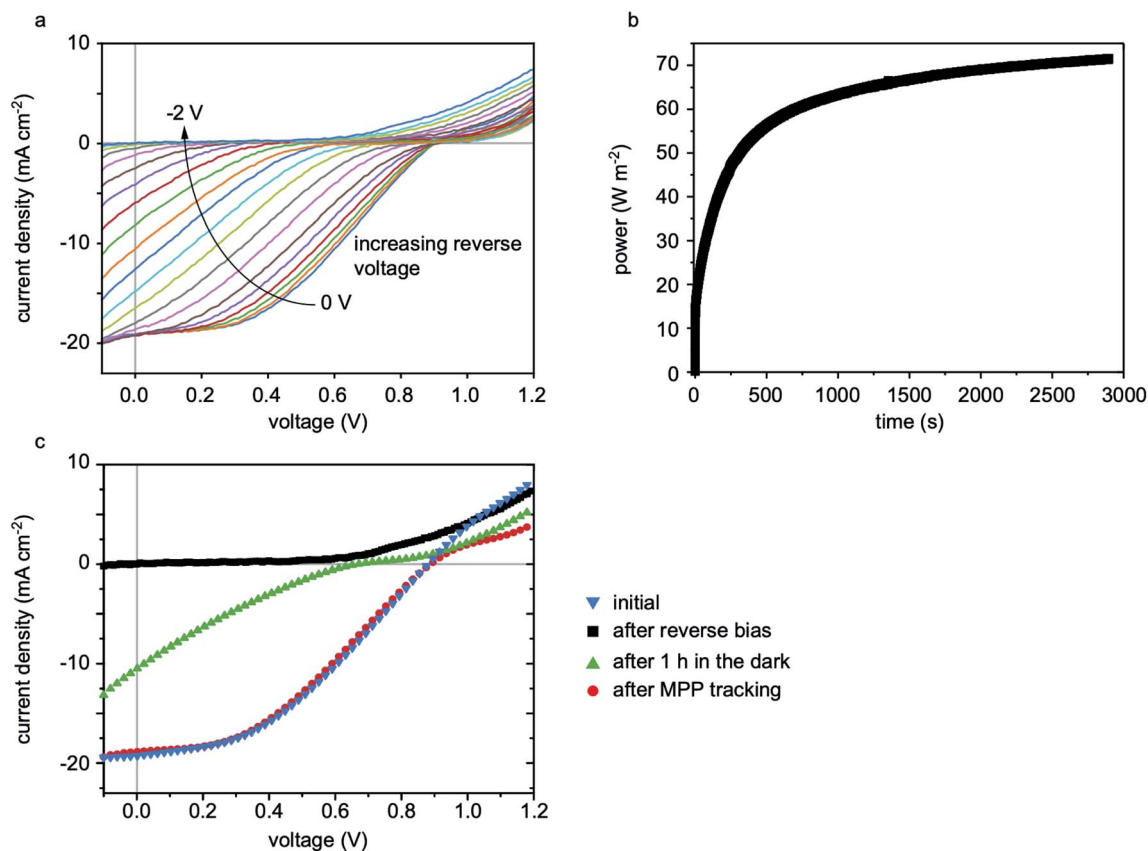 a
10
0
-10
-20
current density (mA cm-2)
-2 V
increasing reverse
voltage
0 V
0.0 0.2 0.4 0.6 0.8 1.0 1.2
voltage (V)
b
70
60
50
40
30
20
10
0
power (W m-2)
0 500 1000 1500 2000 2500 3000
time (s)
c
10
0
-10
-20
current density (mA cm-2)
0.0 0.2 0.4 0.6 0.8 1.0 1.2
voltage (V)
initial
after reverse bias
after 1 h in the dark
after MPP tracking